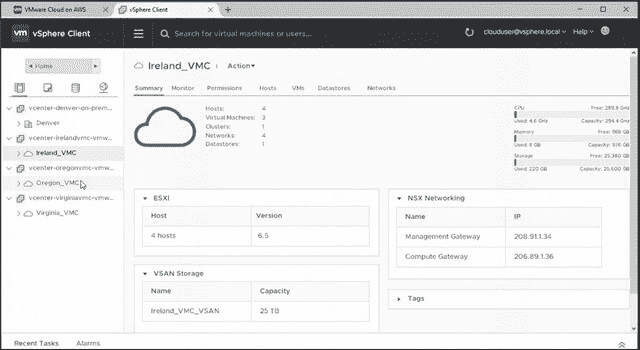 VMware Cloud on AWS
vSphere Client
vm vSphere Client
Search for virtual machines or users...
clouduser@vsphere.local
Help
Home
vcenter-denver-on-prem...
Denver
vcenter-irelandvmc-vmw...
Ireland_VMC
vcenter-oregonvmc-vmw...
Oregon_VMC
vcenter-virginiavmc-vmw...
Virginia_VMC
Ireland_VMC
Action
Summary Monitor Permissions Hosts VMs Datastores Networks
Hosts: 4
Virtual Machines: 3
Clusters: 1
Networks: 4
Datastores: 1
CPU Free: 289.8 GHz
Used: 4.6 GHz Capacity: 294.4 GHz
Memory Free: 968 GB
Used: 8 GB Capacity: 976 GB
Storage Free: 25,380 GB
Used: 220 GB Capacity: 25,600 GB
ESXi
Host Version
4 hosts 6.5
VSAN Storage
Name Capacity
Ireland_VMC_VSAN 25 TB
NSX Networking
Name IP
Management Gateway 208.91.1.34
Compute Gateway 206.89.1.36
Tags
Recent Tasks Alarms